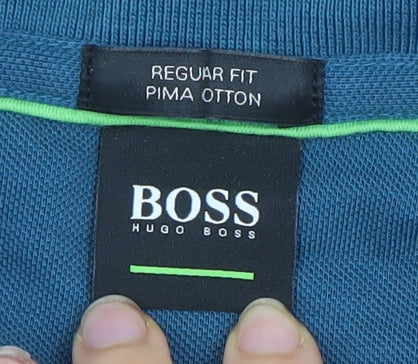 REGUAR FIT
PIMA OTTON
BOSS
HUGO BOSS